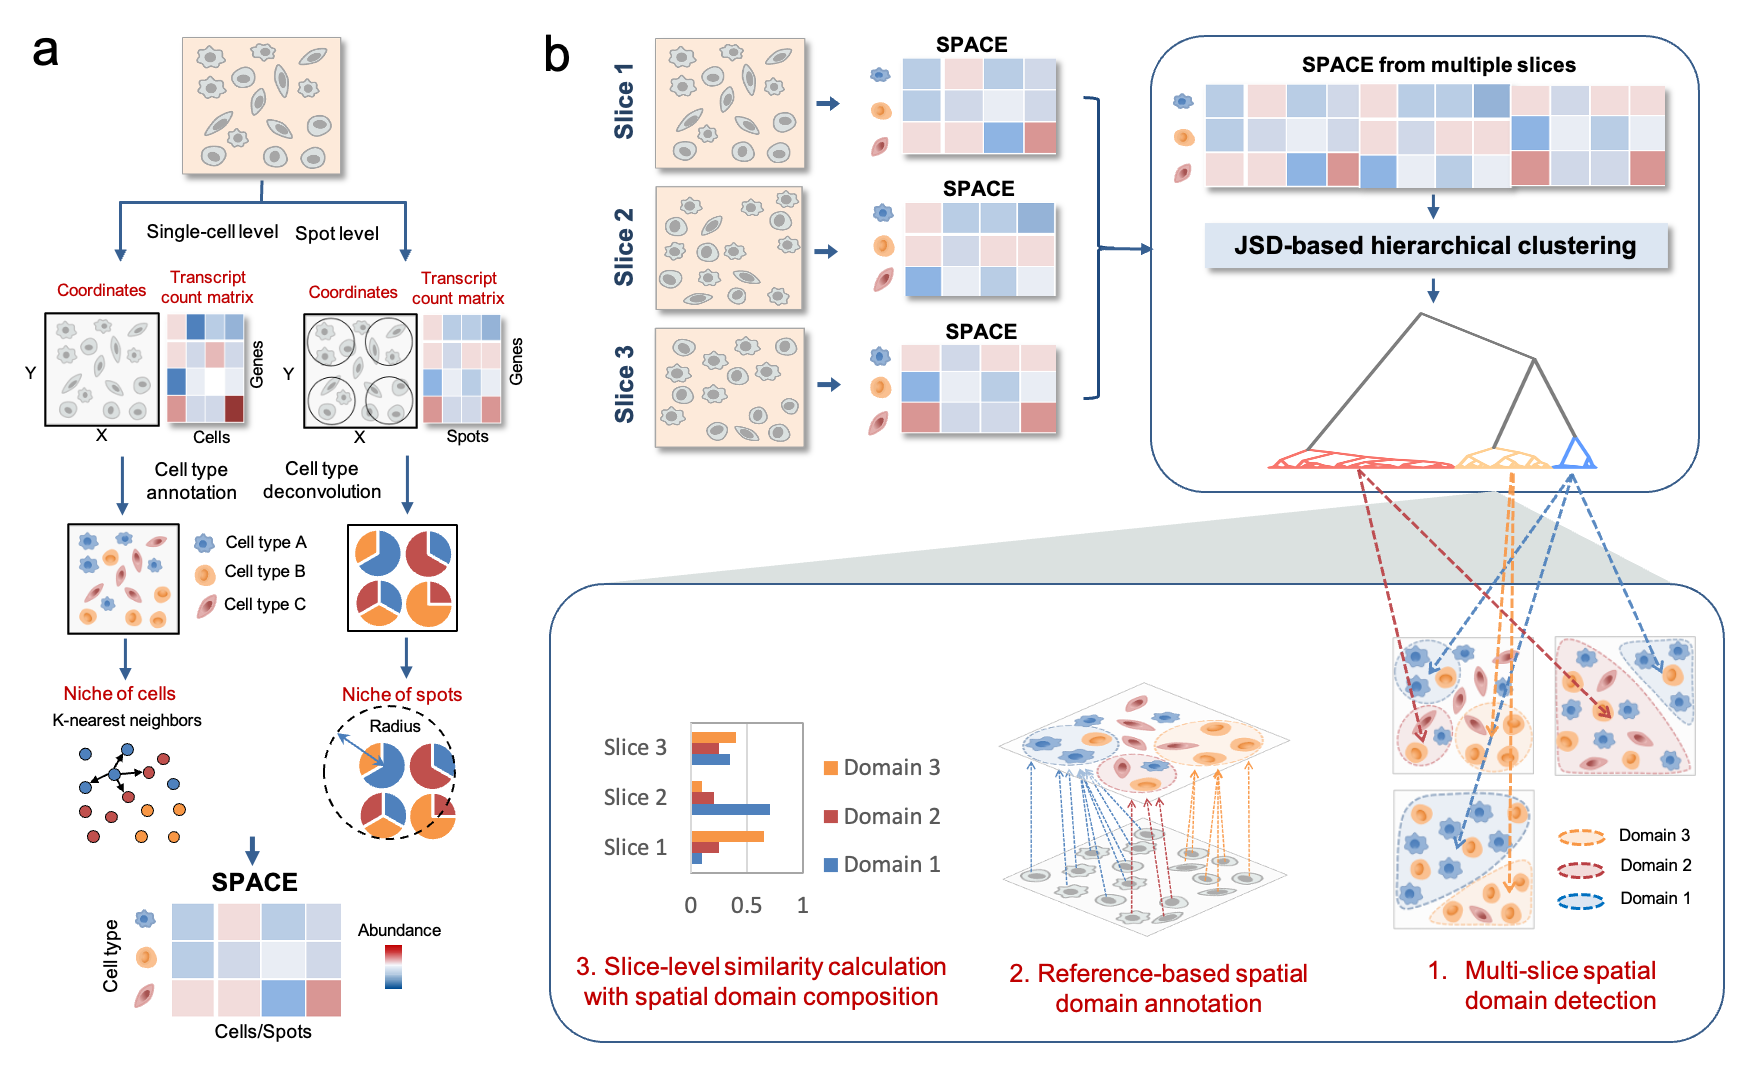 a
Single-cell level
Spot level
Coordinates
Transcript
count matrix
Y
X
Genes
Cells
Coordinates
Transcript
count matrix
Y
X
Genes
Spots
Cell type
annotation
Cell type
deconvolution
Cell type A
Cell type B
Cell type C
Niche of cells
K-nearest neighbors
Niche of spots
Radius
SPACE
Cell type
Cells/Spots
Abundance
b
Slice 1
SPACE
Slice 2
SPACE
Slice 3
SPACE
SPACE from multiple slices
JSD-based hierarchical clustering
Slice 3
Slice 2
Slice 1
0
0.5
1
Domain 3
Domain 2
Domain 1
3. Slice-level similarity calculation
with spatial domain composition
2. Reference-based spatial
domain annotation
Domain 3
Domain 2
Domain 1
1. Multi-slice spatial
domain detection